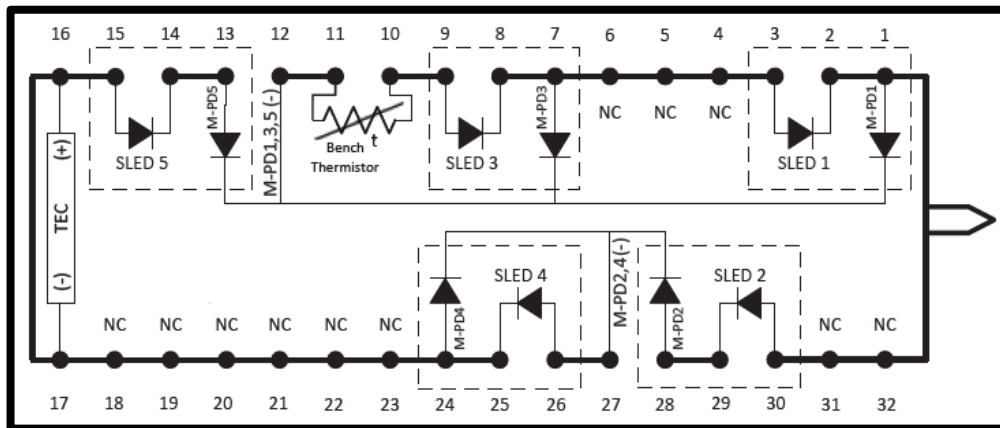 16 15 14 13 12 11 10 9 8 7 6 5 4 3 2 1
NC NC NC
M-PD5
M-PD1,3,5 (-)
M-PD3
M-PD1
(+)
TEC
(-)
SLED 5
t
Bench
Thermistor
SLED 3
SLED 1
SLED 4
M-PD2,4 (-)
SLED 2
M-PD4
M-PD2
NC NC NC NC NC NC NC NC
17 18 19 20 21 22 23 24 25 26 27 28 29 30 31 32